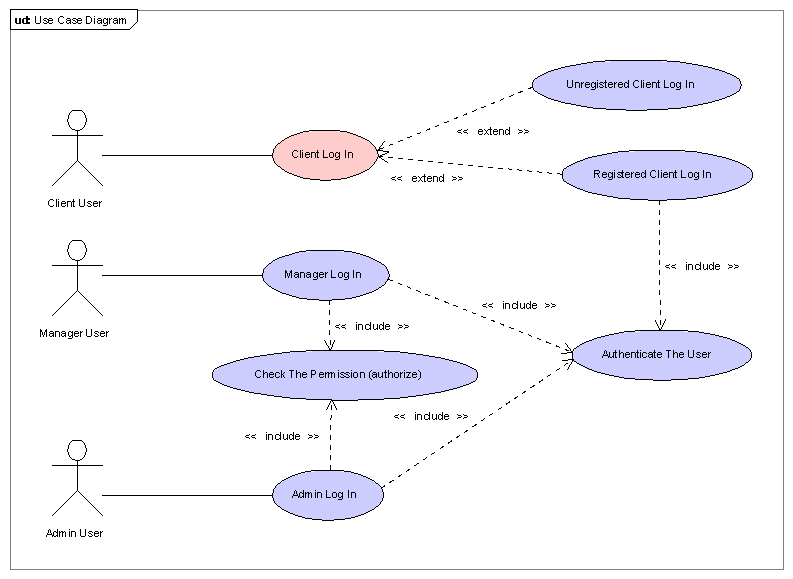 ud: Use Case Diagram
Unregistered Client Log In
<< extend >>
Client Log In
Registered Client Log In
<< extend >>
Client User
Manager Log In
<< include >>
<< include >>
<< include >>
Manager User
Authenticate The User
Check The Permission (authorize)
<< include >>
<< include >>
Admin Log In
Admin User